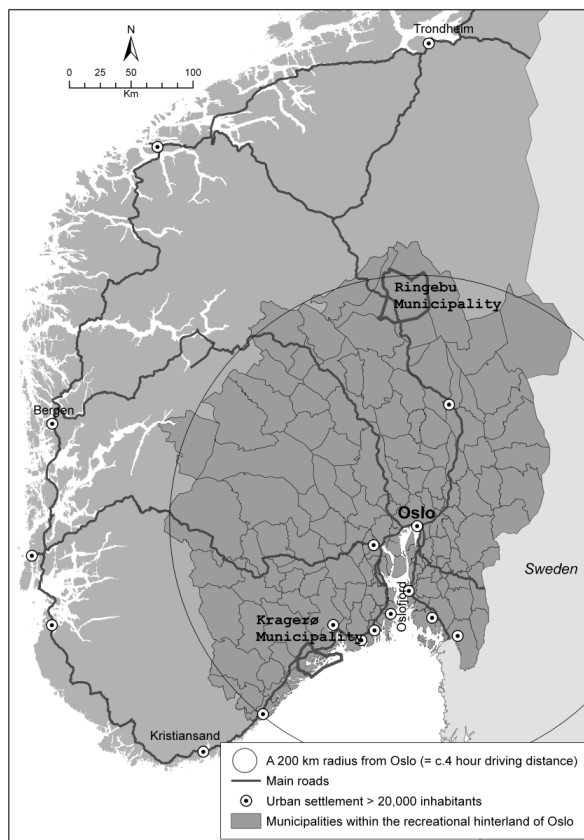 Trondheim
N
0 25 50 100
Km
Ringebu
Municipality
Bergen
Oslo
Sweden
Oslofjord
Kragerø
Municipality
Kristiansand
A 200 km radius from Oslo (= c.4 hour driving distance)
Main roads
Urban settlement > 20,000 inhabitants
Municipalities within the recreational hinterland of Oslo